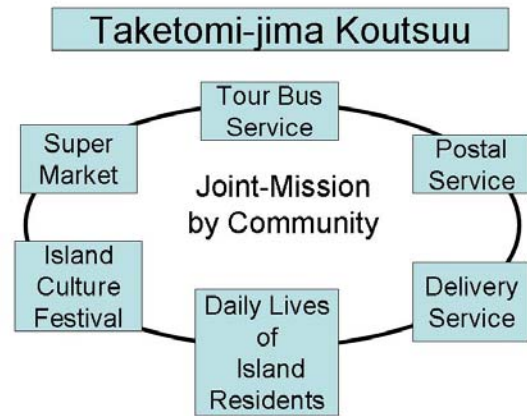 Taketomi-jima Koutsuu
Tour Bus
Service
Super
Market
Postal
Service
Joint-Mission
by Community
Island
Culture
Festival
Daily Lives
of
Island
Residents
Delivery
Service